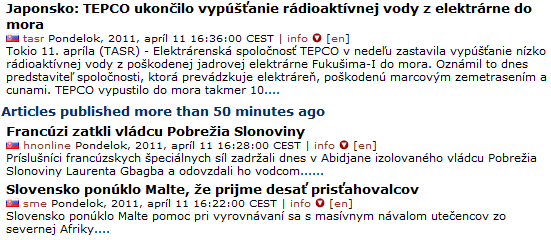 Japonsko: TEPCO ukončilo vypúšťanie rádioaktívnej vody z elektrárne do
mora
tasr Pondelok, 2011, apríl 11 16:36:00 CEST | info [en]
Tokio 11. apríla (TASR) - Elektrárenská spoločnosť TEPCO v nedeľu zastavila vypúšťanie nízko
rádioaktívnej vody z poškodenej jadrovej elektrárne Fukušima-I do mora. Oznámil to dnes
predstaviteľ spoločnosti, ktorá prevádzkuje elektráreň, poškodenú marcovým zemetrasením a
cunami. TEPCO vypustilo do mora takmer 10....
Articles published more than 50 minutes ago
Francúzi zatkli vládcu Pobrežia Slonoviny
hnonline Pondelok, 2011, apríl 11 16:28:00 CEST | info [en]
Príslušníci francúzskych špeciálnych síl zadržali dnes v Abidjane izolovaného vládcu Pobrežia
Slonoviny Laurenta Gbagba a odovzdali ho vodcom......
Slovensko ponúklo Malte, že prijme desať prisťahovalcov
sme Pondelok, 2011, apríl 11 16:22:00 CEST | info [en]
Slovensko ponúklo Malte pomoc pri vyrovnávaní sa s masívnym návalom utečencov zo
severnej Afriky....